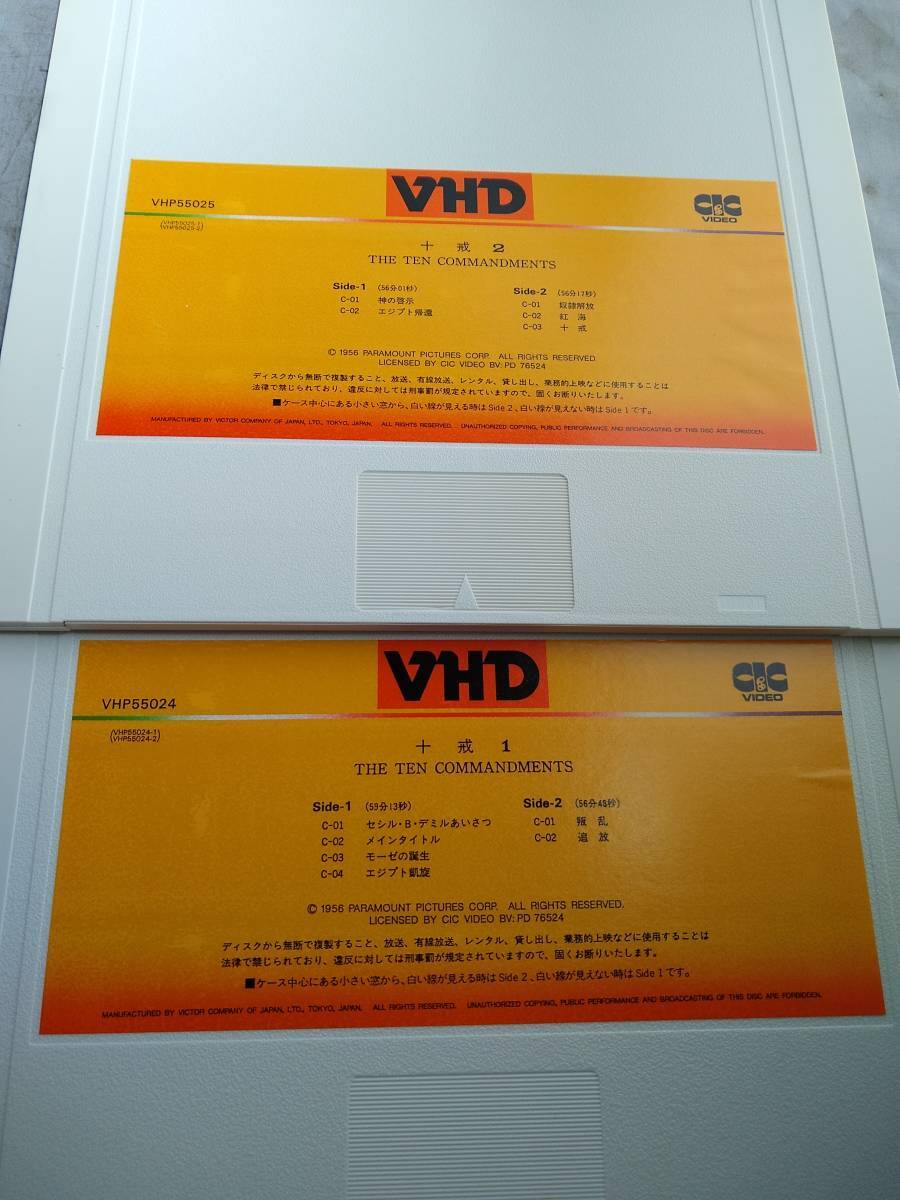 VHD
VHP55025
CIC
VIDEO
(VHP55025-1)
(VHP55025-2)
十 戒 2
THE TEN COMMANDMENTS
Side-1 (56分01秒)
C-01 神の啓示
C-02 エジプト帰還
Side-2 (56分17秒)
C-01 奴隷解放
C-02 紅 海
C-03 十 戒
© 1956 PARAMOUNT PICTURES CORP. ALL RIGHTS RESERVED.
LICENSED BY CIC VIDEO BV: PD 76524
ディスクから無断で複製すること、放送、有線放送、レンタル、貸し出し、業務的上映などに使用することは
法律で禁じられており、違反に対しては刑事罰が規定されていますので、固くお断りいたします。
■ケース中心にある小さい窓から、白い線が見える時はSide 2、白い線が見えない時はSide 1です。
MANUFACTURED BY VICTOR COMPANY OF JAPAN, LTD., TOKYO, JAPAN. ALL RIGHTS RESERVED. UNAUTHORIZED COPYING, PUBLIC PERFORMANCE AND BROADCASTING OF THIS DISC ARE FORBIDDEN.
VHD
VHP55024
CIC
VIDEO
(VHP55024-1)
(VHP55024-2)
十 戒 1
THE TEN COMMANDMENTS
Side-1 (59分13秒)
C-01 セシル・B・デミルあいさつ
C-02 メインタイトル
C-03 モーゼの誕生
C-04 エジプト凱旋
Side-2 (56分48秒)
C-01 叛 乱
C-02 追 放
© 1956 PARAMOUNT PICTURES CORP. ALL RIGHTS RESERVED.
LICENSED BY CIC VIDEO BV: PD 76524
ディスクから無断で複製すること、放送、有線放送、レンタル、貸し出し、業務的上映などに使用することは
法律で禁じられており、違反に対しては刑事罰が規定されていますので、固くお断りいたします。
■ケース中心にある小さい窓から、白い線が見える時はSide 2、白い線が見えない時はSide 1です。
MANUFACTURED BY VICTOR COMPANY OF JAPAN, LTD., TOKYO, JAPAN. ALL RIGHTS RESERVED. UNAUTHORIZED COPYING, PUBLIC PERFORMANCE AND BROADCASTING OF THIS DISC ARE FORBIDDEN.